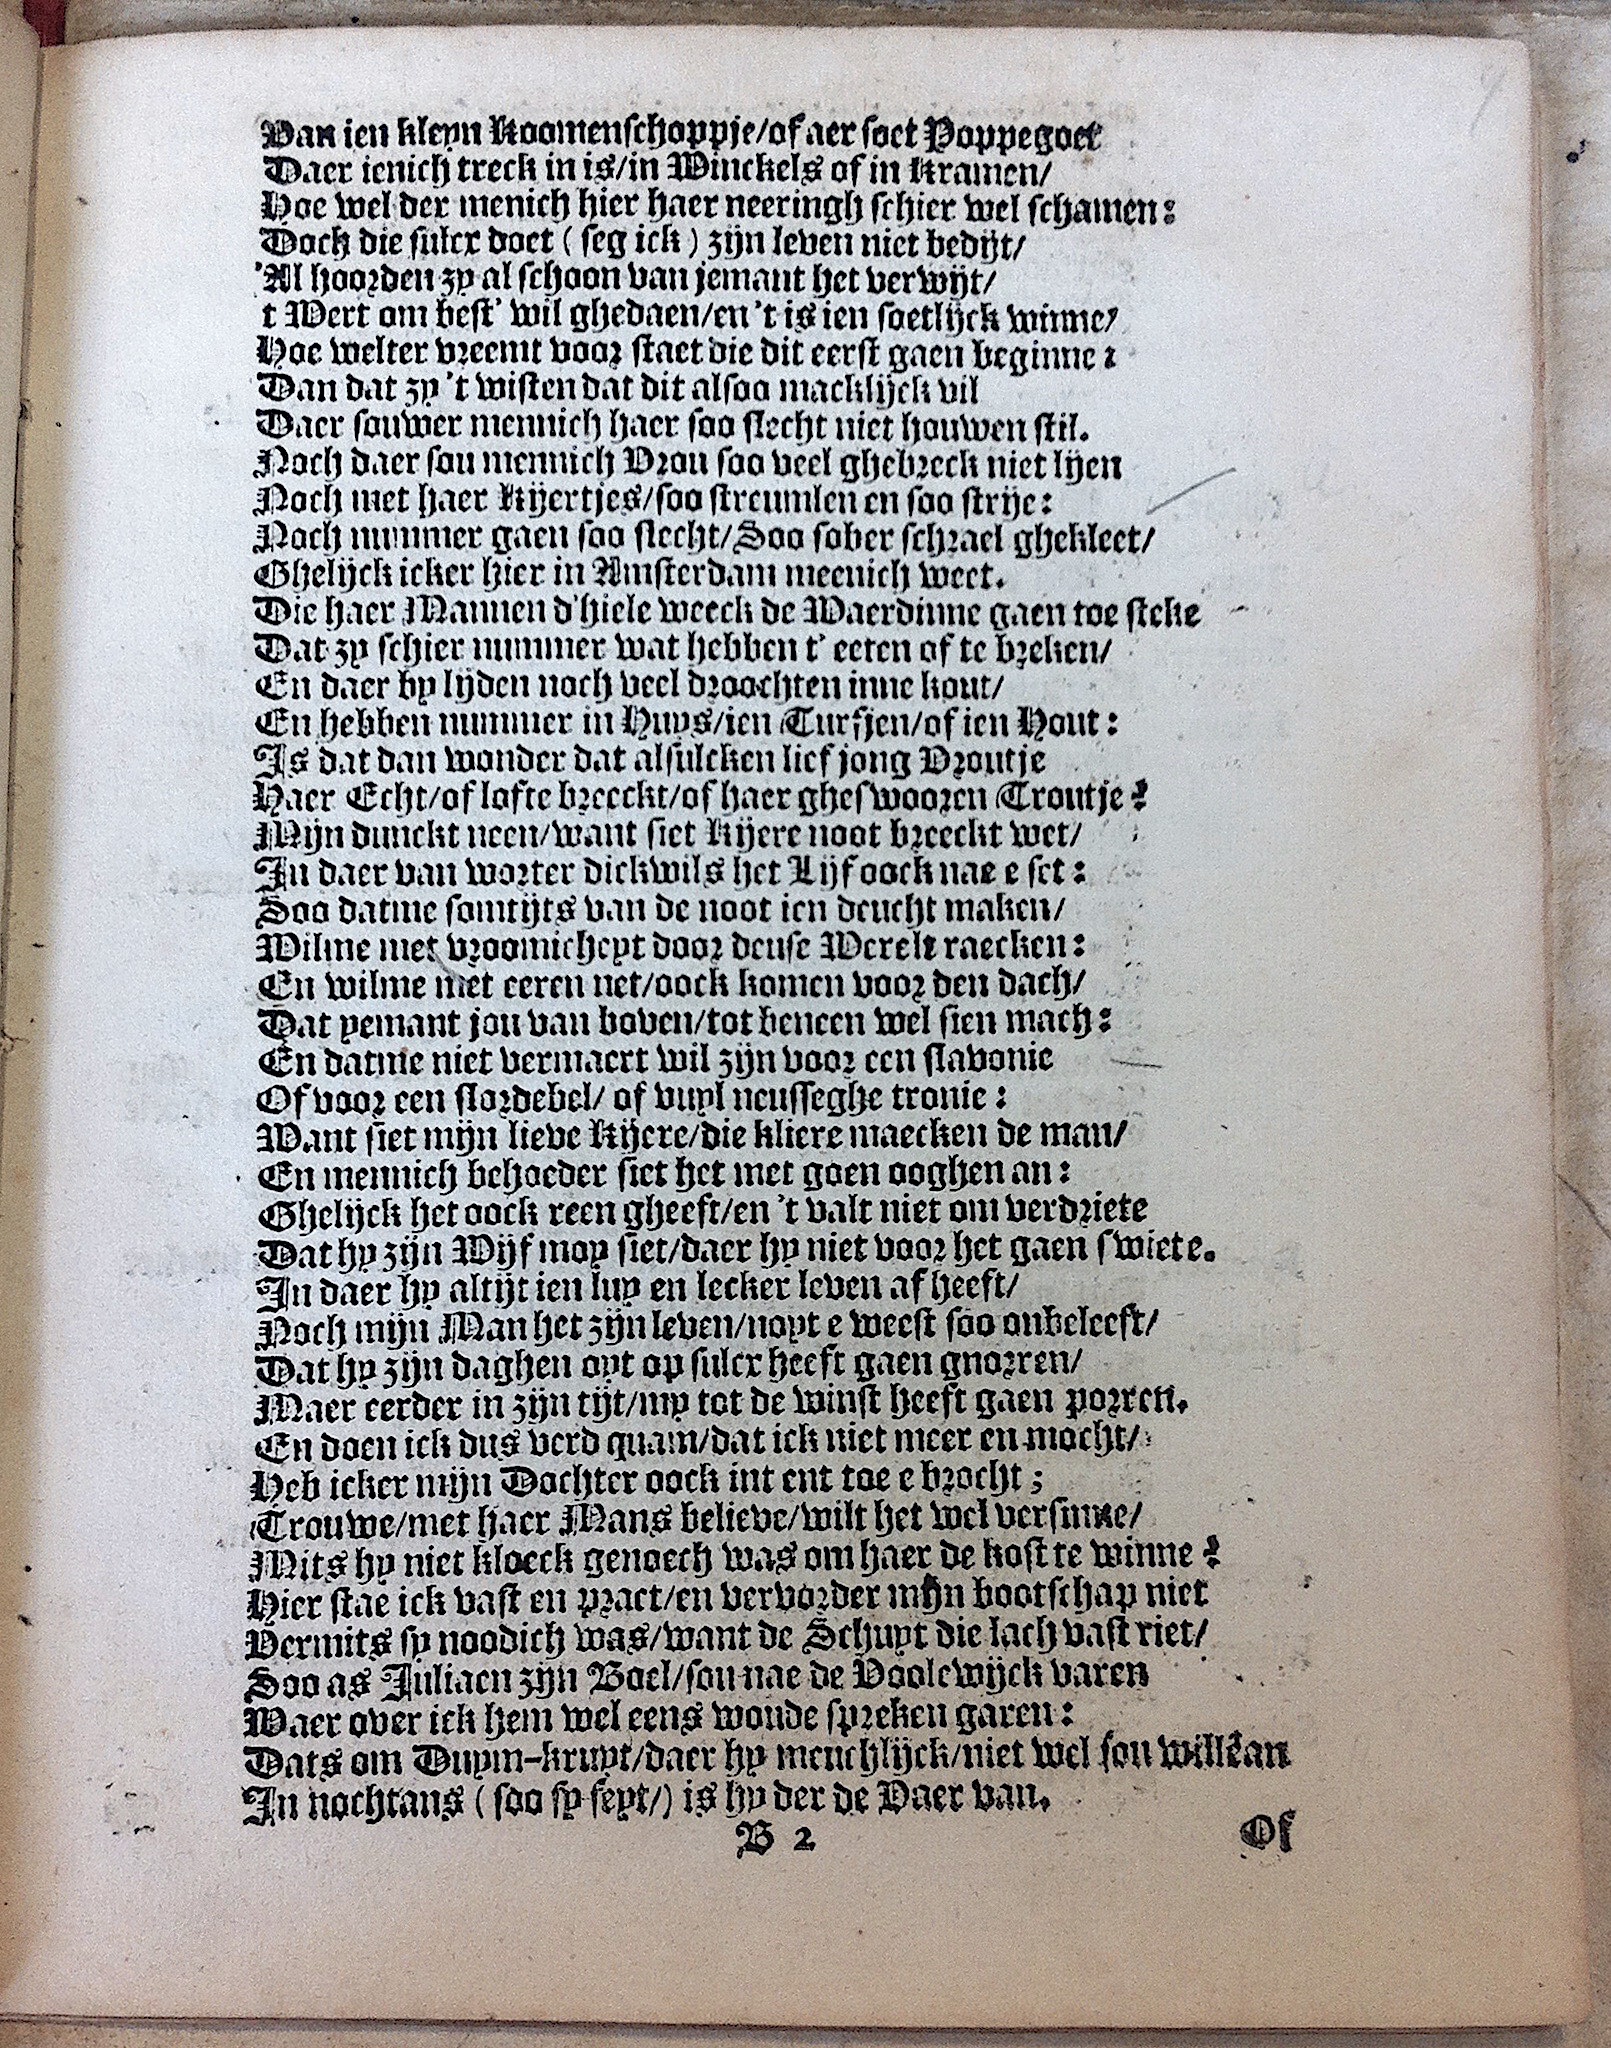 Van ien kleyn Koomenschoppje/of aer soet Poppegoet
Daer ienich treck in is/in Winckels of in Kramen/
Hoe wel der menich hier haer neeringh schier wel schamen:
Doch die sulcx doet ( seg ick ) zijn leven niet bedijt/
'Al hoorden zy al schoon van jemant het verwijt/
't Wert om best' wil ghedaen/en 't is ien soetlijck winne/
Hoe welter vreemt voor staet die dit eerst gaen beginne:
Dan dat zy 't wisten dat dit alsoo macklijck vil
Daer souwer mennich haer soo slecht niet houwen stil.
Noch daer sou mennich Vrou soo veel ghebreck niet lijen
Noch met haer Kijertjes/soo streumlen en soo strije:
Noch nummer gaen soo slecht/Soo sober schrael ghekleet/
Ghelijck icker hier in Amsterdam meenich weet.
Die haer Mannen d'hiele weeck de Waerdinne gaen toe steke
Dat zy schier nummer wat hebben t' eeten of te breken/
En daer by lijden noch veel droochten inne kout/
En hebben nummer in Huys/ien Turfjen/of ien Hout:
Is dat dan wonder dat alsulcken lief jong Vroutje
Haer Echt/of lofte breeckt/of haer gheswooren Troutje?
Mijn dunckt neen/want siet Kijere noot breeckt wet/
In daer van worter dickwils het Lijf oock nae e set:
Soo datme somtijts van de noot ien deucht maken/
Wilme met vroomicheyt door deuse Werelt raecken:
En wilme met eeren net/oock komen voor den dach/
Dat yemant jou van boven/tot beneen wel sien mach:
En datme niet vermaert wil zijn voor een slavonie
Of voor een slordebel/ of vuyl neusseghe tronie:
Want siet mijn lieve Kijere/die kliere maecken de man/
En mennich behoeder siet het met goen ooghen an:
Ghelijck het oock reen gheeft/en 't valt niet om verdriete
Dat hy zijn Wijf moy siet/daer hy niet voor het gaen swiete.
In daer hy altijt ien luy en lecker leven af heeft/
Noch mijn Man het zijn leven/noyt e weest soo onbeleeft/
Dat hy zijn daghen oyt op sulcx heeft gaen gnorren/
Maer eerder in zijn tijt/my tot de winst heeft gaen porren.
En doen ick dus verd quam/dat ick niet meer en mocht/
Heb icker mijn Dochter oock int ent toe e brocht;
Trouwe/met haer Mans believe/wilt het wel versinne/
Mits hy niet kloeck genoech was om haer de kost te winne?
Hier stae ick vast en pract/en vervorder mijn bootschap niet
Vermits sy noodich was/want de Schuyt die lach vast riet/
Soo as Juliaen zijn Boel/sou nae de Voolewijck varen
Waer over ick hem wel eens woude spreken garen:
Dats om Duym-kruyt/daer hy meuchlijck/niet wel sou willē an
In nochtans ( soo sy seyt/) is hy der de Vaer van.
B 2
Of